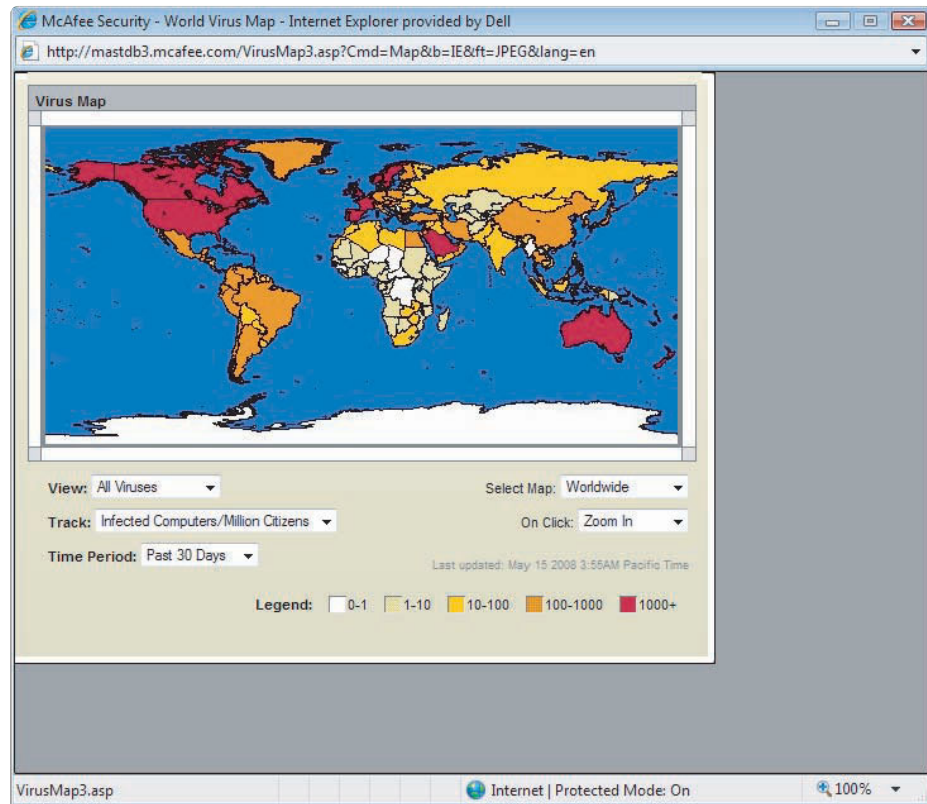 McAfee Security - World Virus Map - Internet Explorer provided by Dell
http://mastdb3.mcafee.com/VirusMap3.asp?Cmd=Map&b=IE&ft=JPEG&lang=en
Virus Map
View: All Viruses
Select Map: Worldwide
Track: Infected Computers/Million Citizens
On Click: Zoom In
Time Period: Past 30 Days
Last updated: May 15 2008 3:55AM Pacific Time
Legend: 0-1 1-10 10-100 100-1000 1000+
VirusMap3.asp
Internet | Protected Mode: On
100%